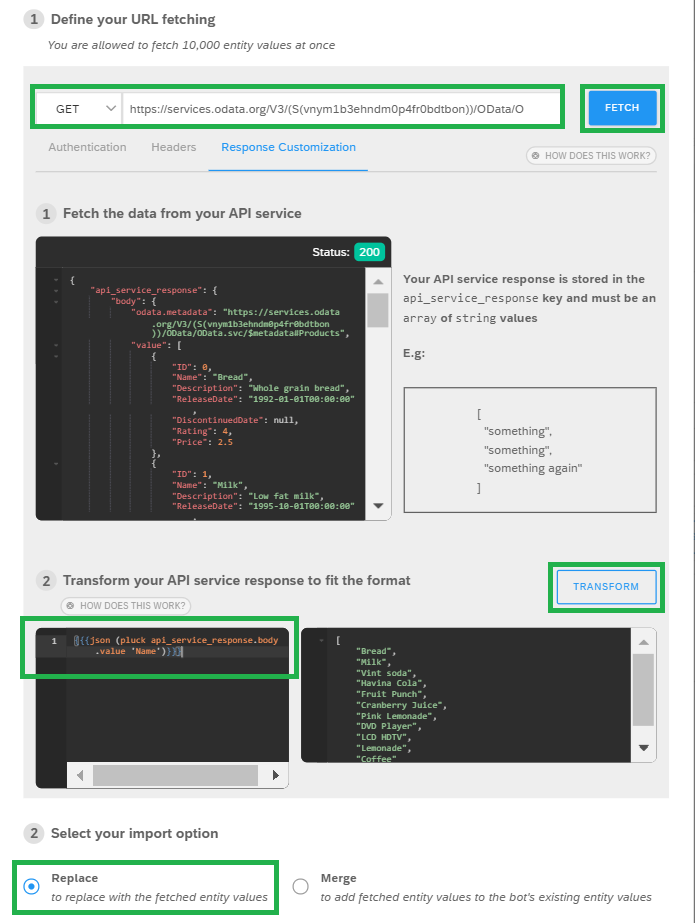 1 Define your URL fetching
You are allowed to fetch 10,000 entity values at once
GET https://services.odata.org/V3/(S(vnym1b3ehndm0p4fr0bdtbon))/OData/O FETCH
Authentication Headers Response Customization HOW DOES THIS WORK?
1 Fetch the data from your API service
Status: 200
{
"api_service_response": {
"body": {
"odata.metadata": "https://services.odata
.org/V3/(S(vnym1b3ehndm0p4fr0bdtbon
))/OData/OData.svc/$metadata#Products",
"value": [
{
"ID": 0,
"Name": "Bread",
"Description": "Whole grain bread",
"ReleaseDate": "1992-01-01T00:00:00"
,
"DiscontinuedDate": null,
"Rating": 4,
"Price": 2.5
},
{
"ID": 1,
"Name": "Milk",
"Description": "Low fat milk",
"ReleaseDate": "1995-10-01T00:00:00"
Your API service response is stored in the
api_service_response key and must be an
array of string values
E.g:
[
"something",
"something",
"something again"
]
2 Transform your API service response to fit the format
TRANSFORM
HOW DOES THIS WORK?
1 {{{json (pluck api_service_response.body
.value 'Name')}}}
[
"Bread",
"Milk",
"Vint soda",
"Havina Cola",
"Fruit Punch",
"Cranberry Juice",
"Pink Lemonade",
"DVD Player",
"LCD HDTV",
"Lemonade",
"Coffee"
2 Select your import option
Replace
to replace with the fetched entity values
Merge
to add fetched entity values to the bot's existing entity values